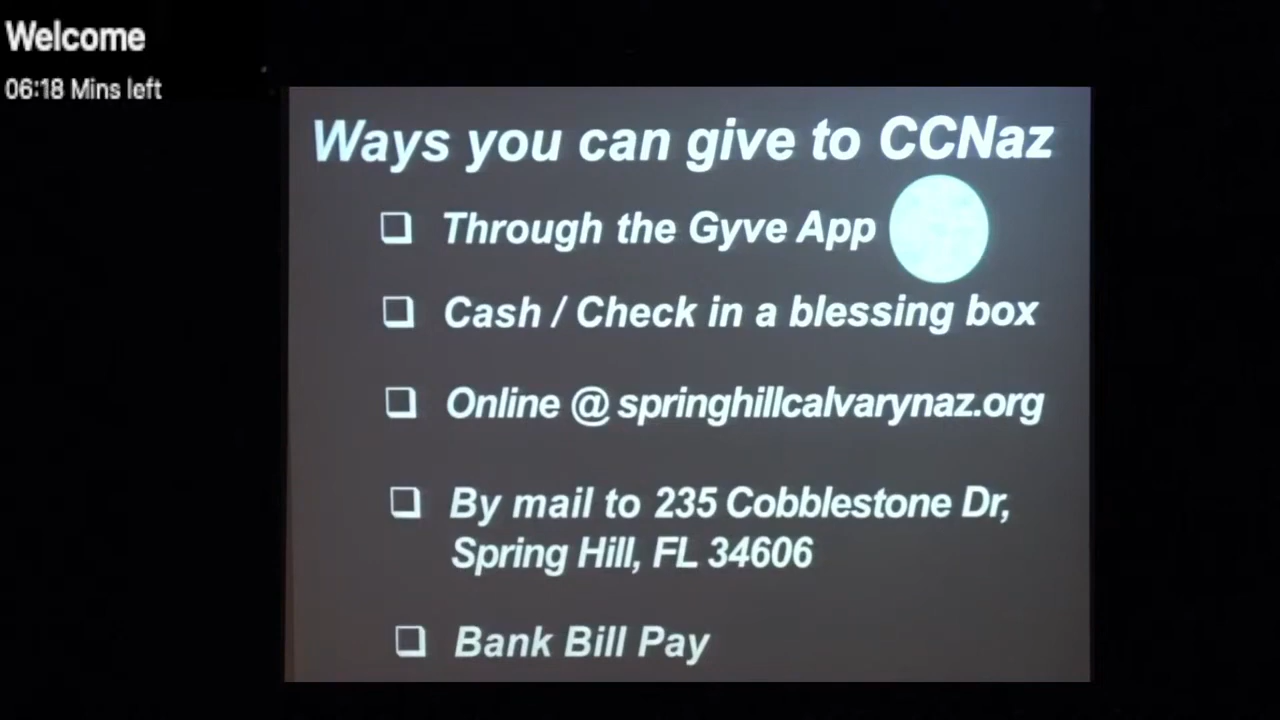 Welcome
06:18 Mins left
Ways you can give to CCNaz
Through the Gyve App
Cash / Check in a blessing box
Online @ springhillcalvarynaz.org
By mail to 235 Cobblestone Dr,
Spring Hill, FL 34606
Bank Bill Pay